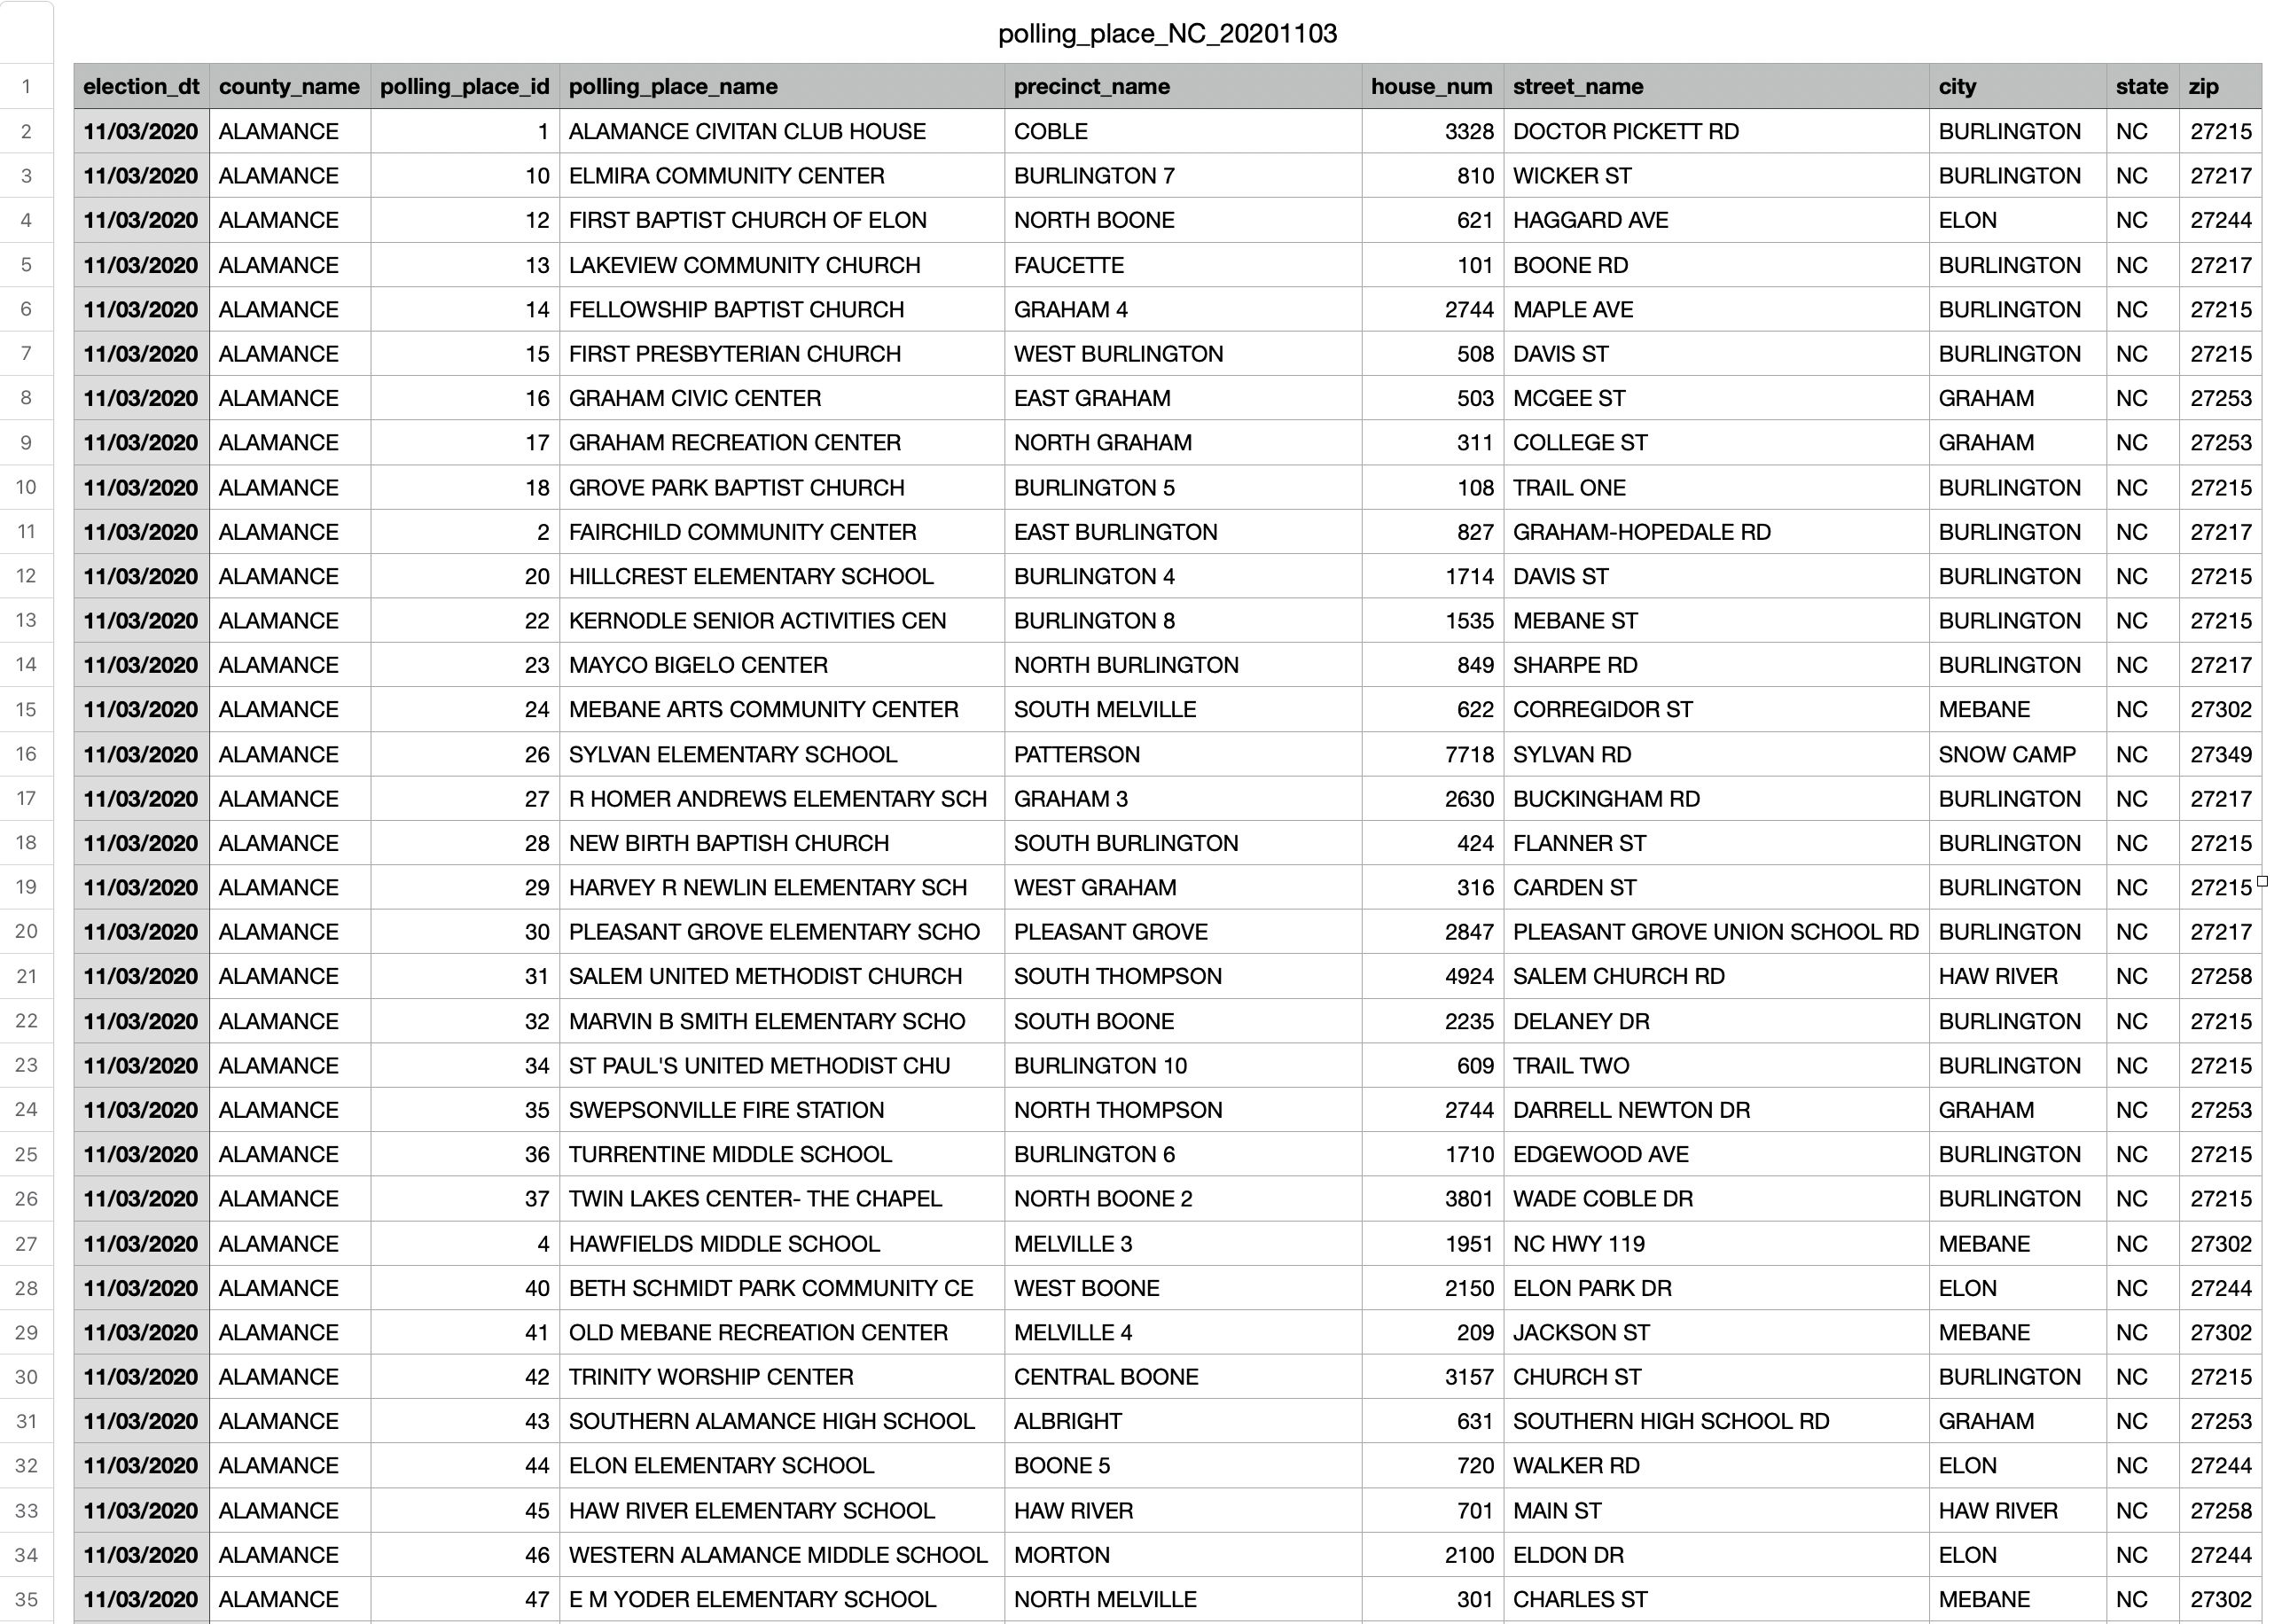 polling_place_NC_20201103
1 election_dt county_name polling_place_id polling_place_name precinct_name house_num street_name city state zip
2 11/03/2020 ALAMANCE 1 ALAMANCE CIVITAN CLUB HOUSE COBLE 3328 DOCTOR PICKETT RD BURLINGTON NC 27215
3 11/03/2020 ALAMANCE 10 ELMIRA COMMUNITY CENTER BURLINGTON 7 810 WICKER ST BURLINGTON NC 27217
4 11/03/2020 ALAMANCE 12 FIRST BAPTIST CHURCH OF ELON NORTH BOONE 621 HAGGARD AVE ELON NC 27244
5 11/03/2020 ALAMANCE 13 LAKEVIEW COMMUNITY CHURCH FAUCETTE 101 BOONE RD BURLINGTON NC 27217
6 11/03/2020 ALAMANCE 14 FELLOWSHIP BAPTIST CHURCH GRAHAM 4 2744 MAPLE AVE BURLINGTON NC 27215
7 11/03/2020 ALAMANCE 15 FIRST PRESBYTERIAN CHURCH WEST BURLINGTON 508 DAVIS ST BURLINGTON NC 27215
8 11/03/2020 ALAMANCE 16 GRAHAM CIVIC CENTER EAST GRAHAM 503 MCGEE ST GRAHAM NC 27253
9 11/03/2020 ALAMANCE 17 GRAHAM RECREATION CENTER NORTH GRAHAM 311 COLLEGE ST GRAHAM NC 27253
10 11/03/2020 ALAMANCE 18 GROVE PARK BAPTIST CHURCH BURLINGTON 5 108 TRAIL ONE BURLINGTON NC 27215
11 11/03/2020 ALAMANCE 2 FAIRCHILD COMMUNITY CENTER EAST BURLINGTON 827 GRAHAM-HOPEDALE RD BURLINGTON NC 27217
12 11/03/2020 ALAMANCE 20 HILLCREST ELEMENTARY SCHOOL BURLINGTON 4 1714 DAVIS ST BURLINGTON NC 27215
13 11/03/2020 ALAMANCE 22 KERNODLE SENIOR ACTIVITIES CEN BURLINGTON 8 1535 MEBANE ST BURLINGTON NC 27215
14 11/03/2020 ALAMANCE 23 MAYCO BIGELO CENTER NORTH BURLINGTON 849 SHARPE RD BURLINGTON NC 27217
15 11/03/2020 ALAMANCE 24 MEBANE ARTS COMMUNITY CENTER SOUTH MELVILLE 622 CORREGIDOR ST MEBANE NC 27302
16 11/03/2020 ALAMANCE 26 SYLVAN ELEMENTARY SCHOOL PATTERSON 7718 SYLVAN RD SNOW CAMP NC 27349
17 11/03/2020 ALAMANCE 27 R HOMER ANDREWS ELEMENTARY SCH GRAHAM 3 2630 BUCKINGHAM RD BURLINGTON NC 27217
18 11/03/2020 ALAMANCE 28 NEW BIRTH BAPTISH CHURCH SOUTH BURLINGTON 424 FLANNER ST BURLINGTON NC 27215
19 11/03/2020 ALAMANCE 29 HARVEY R NEWLIN ELEMENTARY SCH WEST GRAHAM 316 CARDEN ST BURLINGTON NC 27215
20 11/03/2020 ALAMANCE 30 PLEASANT GROVE ELEMENTARY SCHO PLEASANT GROVE 2847 PLEASANT GROVE UNION SCHOOL RD BURLINGTON NC 27217
21 11/03/2020 ALAMANCE 31 SALEM UNITED METHODIST CHURCH SOUTH THOMPSON 4924 SALEM CHURCH RD HAW RIVER NC 27258
22 11/03/2020 ALAMANCE 32 MARVIN B SMITH ELEMENTARY SCHO SOUTH BOONE 2235 DELANEY DR BURLINGTON NC 27215
23 11/03/2020 ALAMANCE 34 ST PAUL'S UNITED METHODIST CHU BURLINGTON 10 609 TRAIL TWO BURLINGTON NC 27215
24 11/03/2020 ALAMANCE 35 SWEPSONVILLE FIRE STATION NORTH THOMPSON 2744 DARRELL NEWTON DR GRAHAM NC 27253
25 11/03/2020 ALAMANCE 36 TURRENTINE MIDDLE SCHOOL BURLINGTON 6 1710 EDGEWOOD AVE BURLINGTON NC 27215
26 11/03/2020 ALAMANCE 37 TWIN LAKES CENTER- THE CHAPEL NORTH BOONE 2 3801 WADE COBLE DR BURLINGTON NC 27215
27 11/03/2020 ALAMANCE 4 HAWFIELDS MIDDLE SCHOOL MELVILLE 3 1951 NC HWY 119 MEBANE NC 27302
28 11/03/2020 ALAMANCE 40 BETH SCHMIDT PARK COMMUNITY CE WEST BOONE 2150 ELON PARK DR ELON NC 27244
29 11/03/2020 ALAMANCE 41 OLD MEBANE RECREATION CENTER MELVILLE 4 209 JACKSON ST MEBANE NC 27302
30 11/03/2020 ALAMANCE 42 TRINITY WORSHIP CENTER CENTRAL BOONE 3157 CHURCH ST BURLINGTON NC 27215
31 11/03/2020 ALAMANCE 43 SOUTHERN ALAMANCE HIGH SCHOOL ALBRIGHT 631 SOUTHERN HIGH SCHOOL RD GRAHAM NC 27253
32 11/03/2020 ALAMANCE 44 ELON ELEMENTARY SCHOOL BOONE 5 720 WALKER RD ELON NC 27244
33 11/03/2020 ALAMANCE 45 HAW RIVER ELEMENTARY SCHOOL HAW RIVER 701 MAIN ST HAW RIVER NC 27258
34 11/03/2020 ALAMANCE 46 WESTERN ALAMANCE MIDDLE SCHOOL MORTON 2100 ELDON DR ELON NC 27244
35 11/03/2020 ALAMANCE 47 E M YODER ELEMENTARY SCHOOL NORTH MELVILLE 301 CHARLES ST MEBANE NC 27302